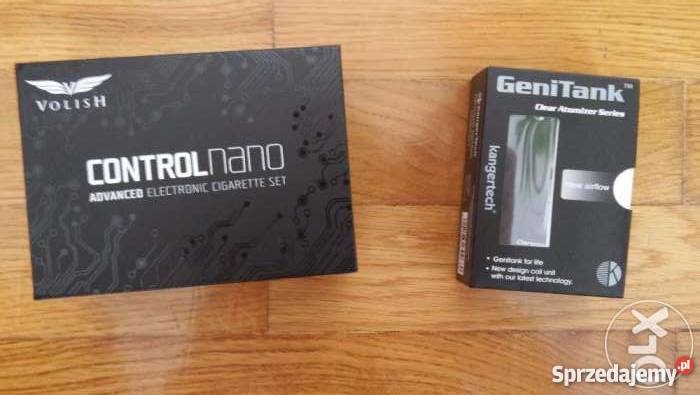 VOLISH
CONTROLnano
ADVANCED ELECTRONIC CIGARETTE SET
GeniTank™
Clear Atomizer Series
kangertech®
New airflow
• Genitank for life
• New design coil unit
with our latest technology.
K
OLX
Sprzedajemy.pl